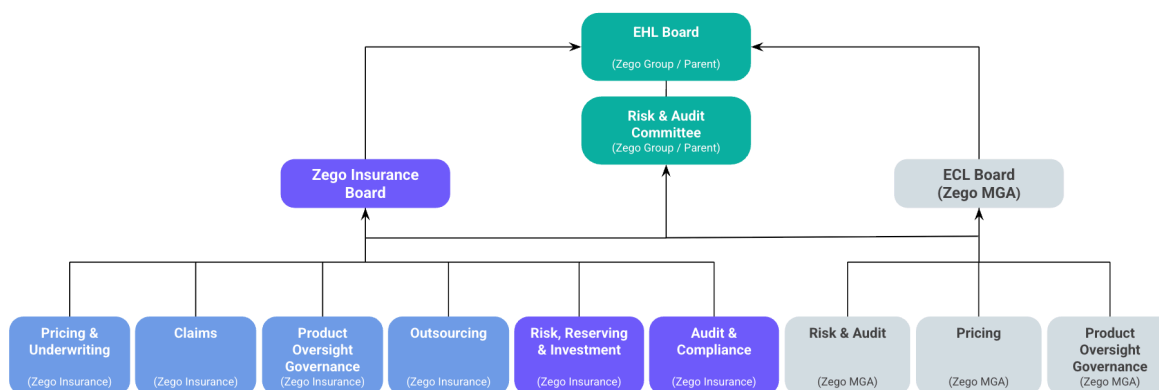 EHL Board
(Zego Group / Parent)
Risk & Audit
Committee
(Zego Group / Parent)
Zego Insurance
Board
ECL Board
(Zego MGA)
Pricing &
Underwriting
(Zego Insurance)
Claims
(Zego Insurance)
Product
Oversight
Governance
(Zego Insurance)
Outsourcing
(Zego Insurance)
Risk, Reserving
& Investment
(Zego Insurance)
Audit &
Compliance
(Zego Insurance)
Risk & Audit
(Zego MGA)
Pricing
(Zego MGA)
Product
Oversight
Governance
(Zego MGA)